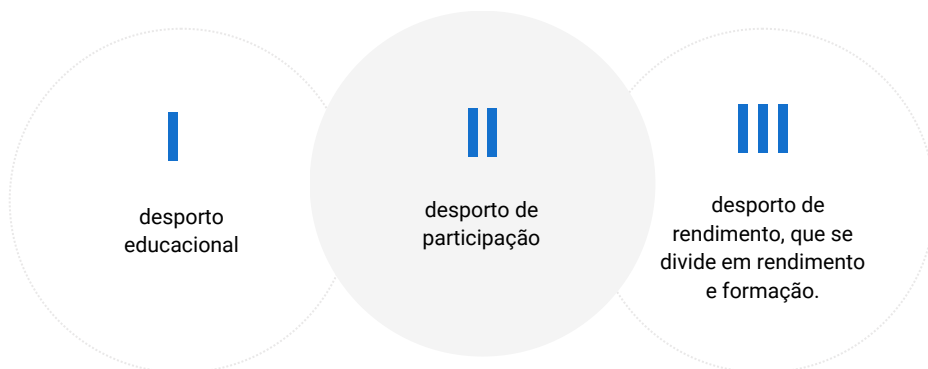 I
desporto
educacional
II
desporto de
participação
III
desporto de
rendimento, que se
divide em rendimento
e formação.